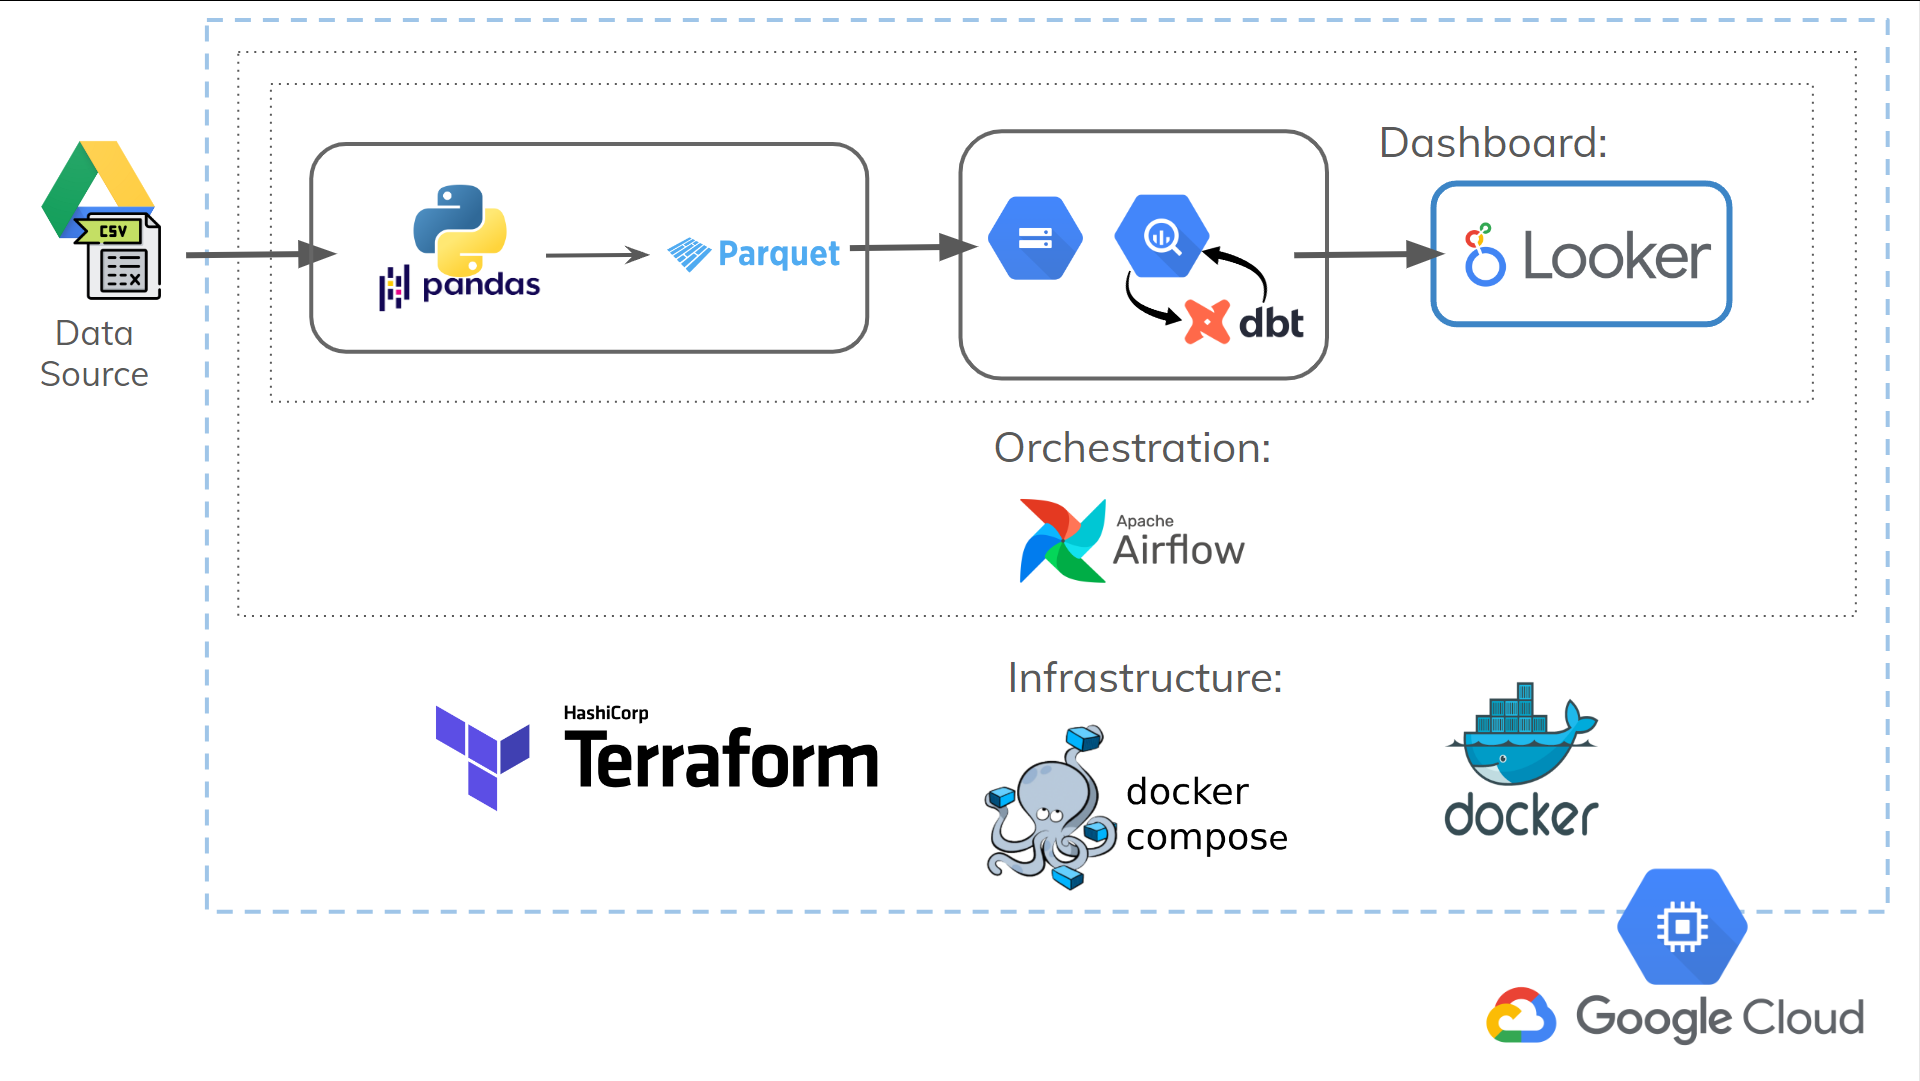 Dashboard:
CSV
pandas
Parquet
dbt
Looker
Data
Source
Orchestration:
Apache
Airflow
Infrastructure:
HashiCorp
Terraform
docker
compose
docker
Google Cloud